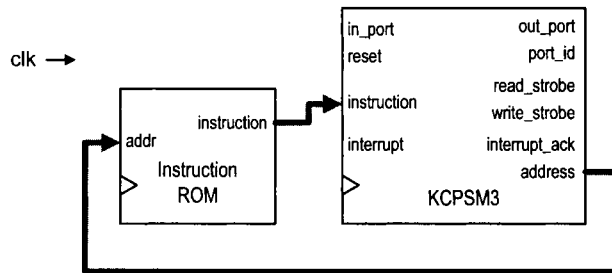 clk
addr
instruction
Instruction
ROM
in_port
reset
instruction
interrupt
out_port
port_id
read_strobe
write_strobe
interrupt_ack
address
KCPSM3